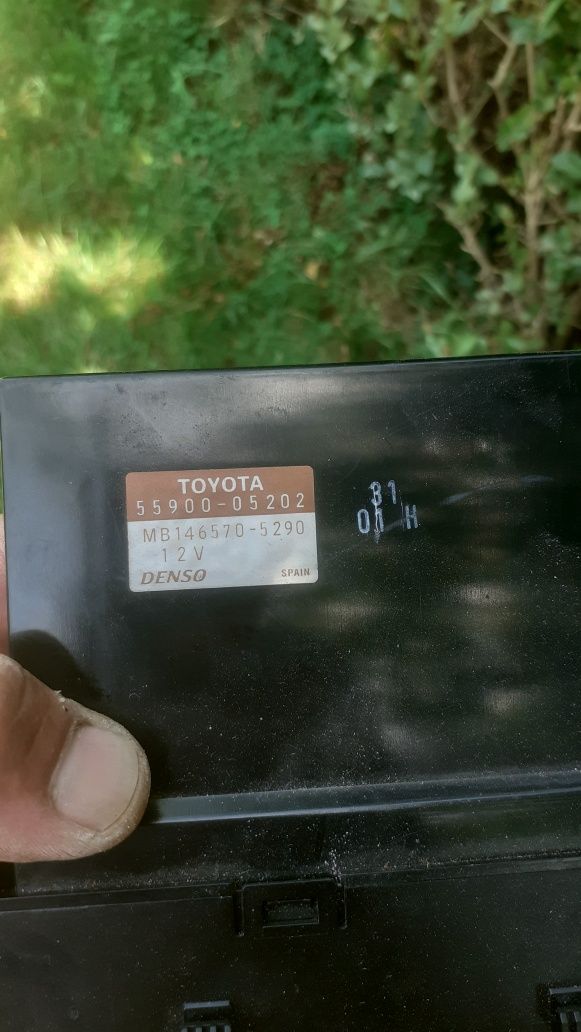 TOYOTA
55900-05202
MB146570-5290
12V
DENSO SPAIN
31
01 H